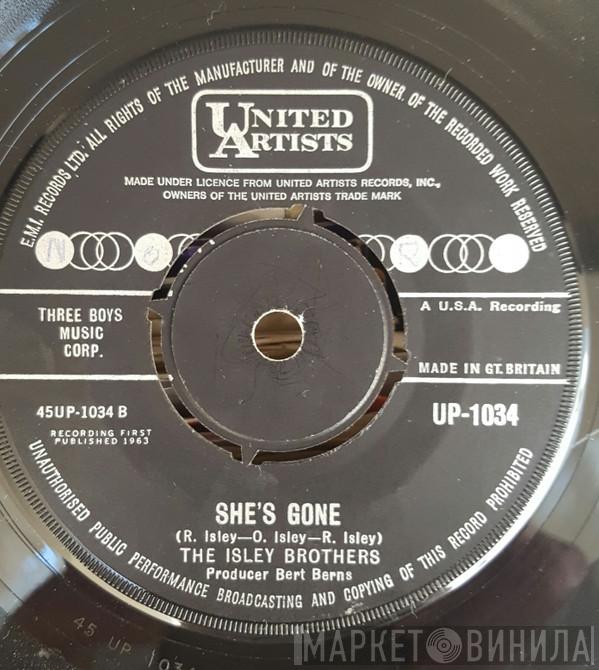 E.M.I. RECORDS LTD. ALL RIGHTS OF THE MANUFACTURER AND OF THE OWNER OF THE RECORDED WORK RESERVED
UNITED
ARTISTS
MADE UNDER LICENCE FROM UNITED ARTISTS RECORDS, INC.,
OWNERS OF THE UNITED ARTISTS TRADE MARK
THREE BOYS
MUSIC
CORP.
A U.S.A. Recording
MADE IN GT. BRITAIN
45UP-1034 B
UP-1034
RECORDING FIRST
PUBLISHED 1963
SHE'S GONE
(R. Isley—O. Isley—R. Isley)
THE ISLEY BROTHERS
Producer Bert Berns
UNAUTHORISED PUBLIC PERFORMANCE BROADCASTING AND COPYING OF THIS RECORD PROHIBITED
45 UP 103
МАРКЕТ ВИНИЛА